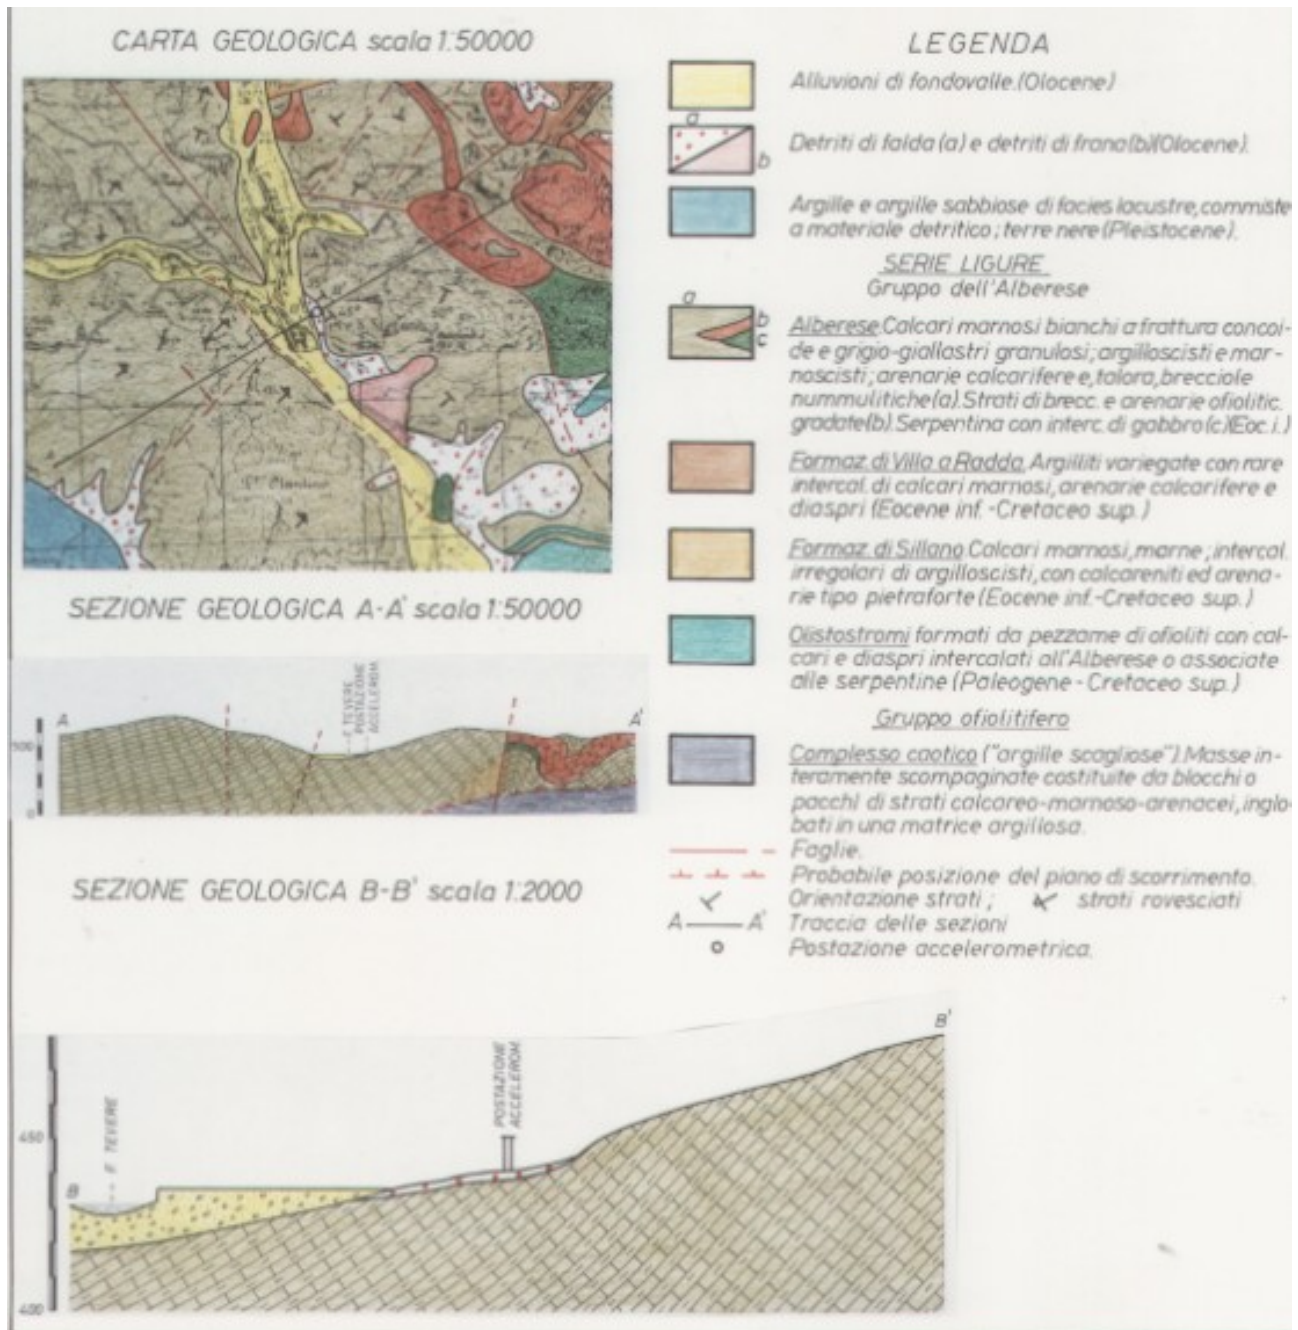 CARTA GEOLOGICA scala 1:50000
SEZIONE GEOLOGICA A-A' scala 1:50000
F. TEVERE
POSTAZIONE
ACCELEROM.
A
A'
500
0
SEZIONE GEOLOGICA B-B' scala 1:2000
POSTAZIONE
ACCELEROM.
F. TEVERE
B
B'
450
400
LEGENDA
Alluvioni di fondovalle.(Olocene)
a
b
Detriti di falda (a) e detriti di frana (b)(Olocene).
Argille e argille sabbiose di facies lacustre, commiste
a materiale detritico; terre nere (Pleistocene).
SERIE LIGURE
Gruppo dell'Alberese
a
b
c
Alberese. Calcari marnosi bianchi a frattura concoi-
de e grigio-giallastri granulosi; argilloscisti e mar-
noscisti; arenarie calcarifere e, talora, brecciole
nummulitiche (a). Strati di brecc. e arenarie ofiolitic.
gradate (b). Serpentina con interc. di gabbro (c)(Eoc. i.)
Formaz. di Villa a Radda. Argilliti variegate con rare
intercal. di calcari marnosi, arenarie calcarifere e
diaspri (Eocene inf.-Cretaceo sup.)
Formaz. di Sillano. Calcari marnosi, marne; intercal.
irregolari di argilloscisti, con calcareniti ed arena-
rie tipo pietraforte (Eocene inf.-Cretaceo sup.)
Olistostromi formati da pezzame di ofioliti con cal-
cari e diaspri intercalati all'Alberese o associate
alle serpentine (Paleogene - Cretaceo sup.)
Gruppo ofiolitifero
Complesso caotico ("argille scagliose"). Masse in-
teramente scompaginate costituite da blocchi o
pacchi di strati calcareo-marnoso-arenacei, inglo-
bati in una matrice argillosa.
Faglie.
Probabile posizione del piano di scorrimento.
Orientazione strati; strati rovesciati
A A' Traccia delle sezioni
Postazione accelerometrica.